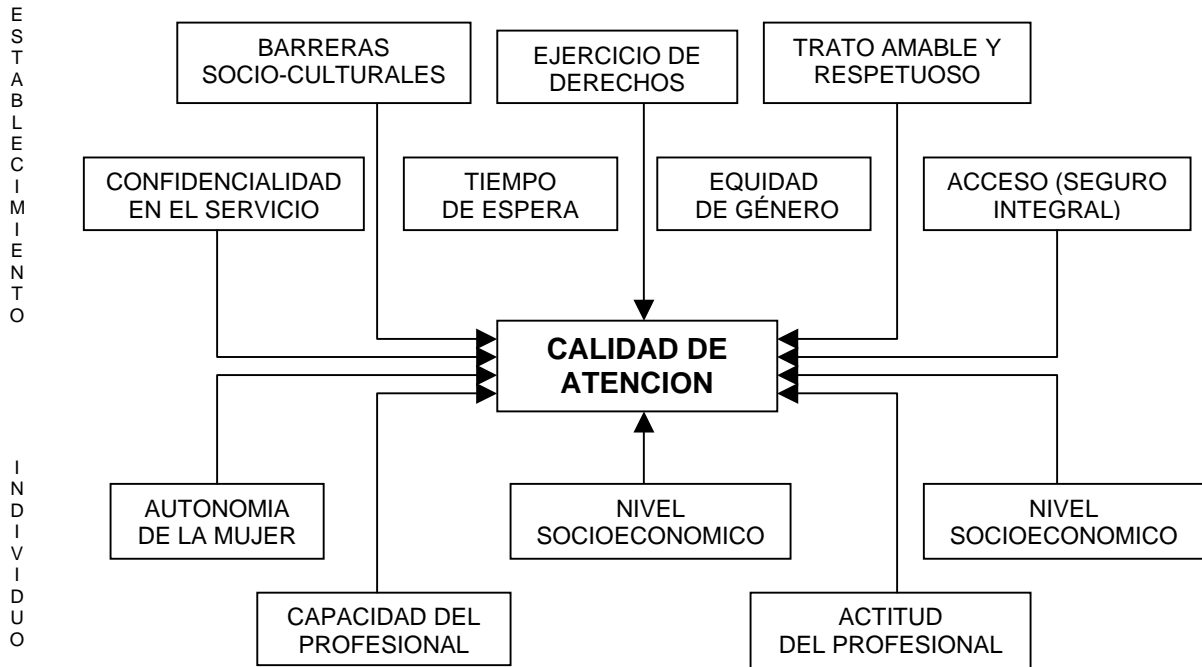 ESTABLECIMIENTO
BARRERAS
SOCIO-CULTURALES
EJERCICIO DE
DERECHOS
TRATO AMABLE Y
RESPETUOSO
CONFIDENCIALIDAD
EN EL SERVICIO
TIEMPO
DE ESPERA
EQUIDAD
DE GÉNERO
ACCESO (SEGURO
INTEGRAL)
CALIDAD DE
ATENCION
INDIVIDUO
AUTONOMIA
DE LA MUJER
NIVEL
SOCIOECONOMICO
NIVEL
SOCIOECONOMICO
CAPACIDAD DEL
PROFESIONAL
ACTITUD
DEL PROFESIONAL